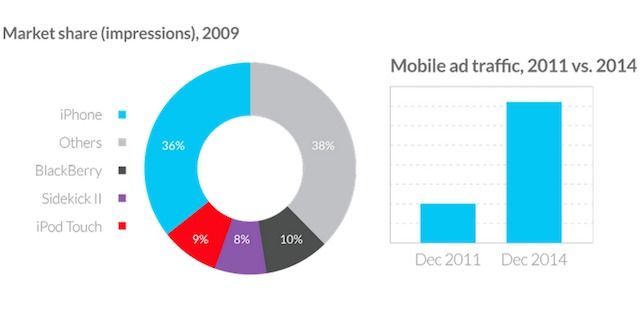 Market share (impressions), 2009
iPhone
Others
BlackBerry
Sidekick II
iPod Touch
36%
38%
9%
8%
10%
Mobile ad traffic, 2011 vs. 2014
Dec 2011
Dec 2014